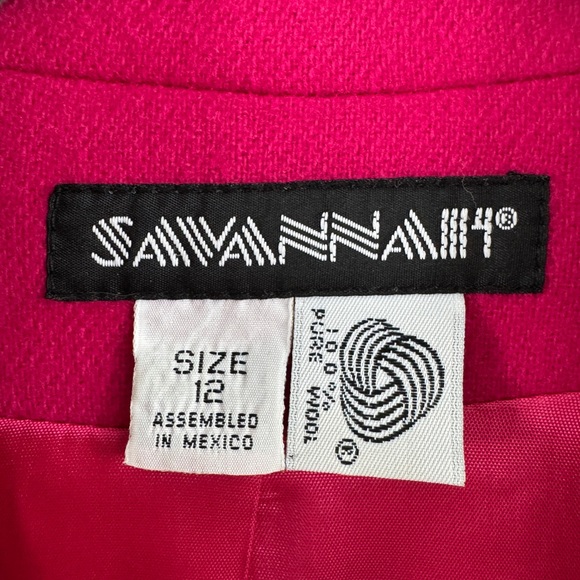 SAVANNAH®
SIZE
12
ASSEMBLED
IN MEXICO
100%
PURE WOOL
®